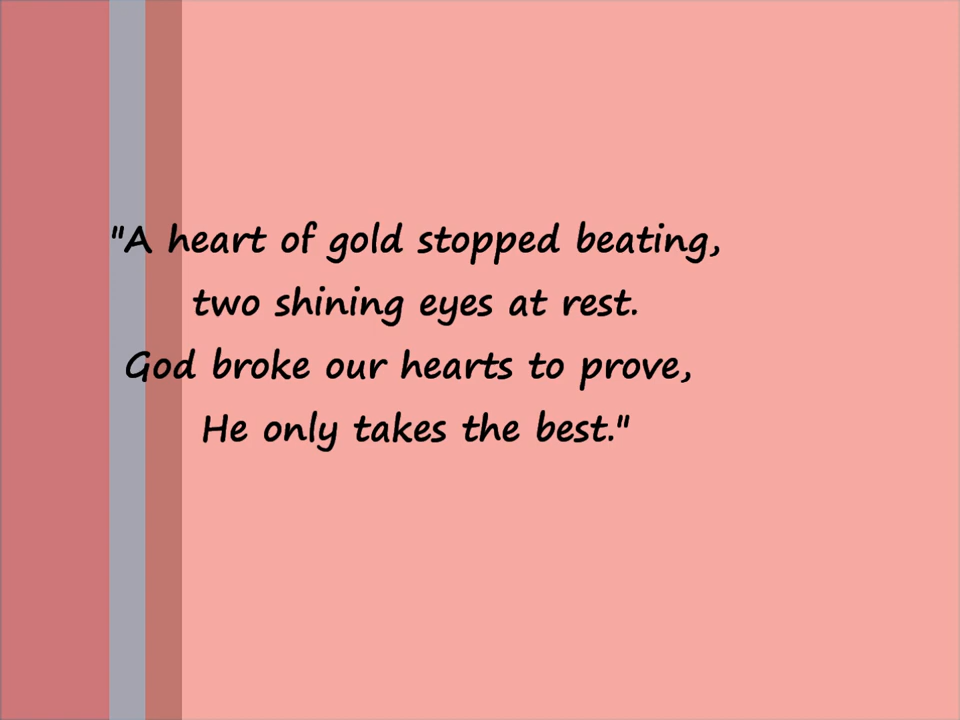 "A heart of gold stopped beating,
two shining eyes at rest.
God broke our hearts to prove,
He only takes the best."